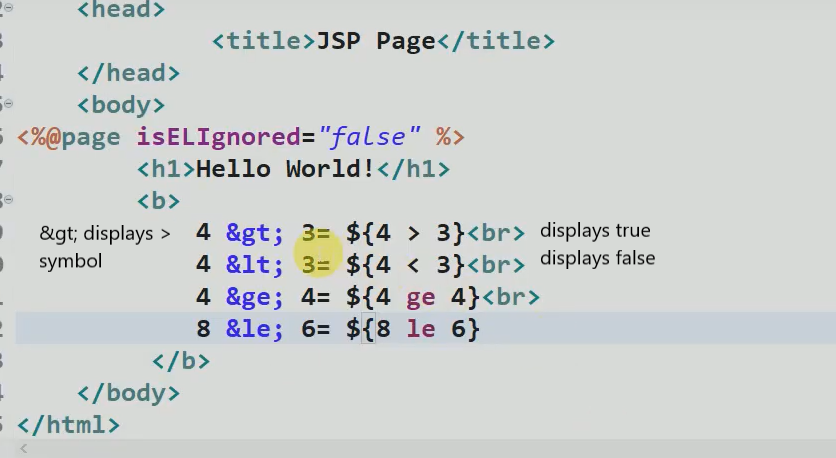 <head>
<title>JSP Page</title>
</head>
<body>
<%@page isELIgnored="false" %>
<h1>Hello World!</h1>
<b>
&gt; displays > 4 &gt; 3= ${4 > 3}<br> displays true
symbol 4 &lt; 3= ${4 < 3}<br> displays false
4 &ge; 4= ${4 ge 4}<br>
8 &le; 6= ${8 le 6}
</b>
</body>
</html>